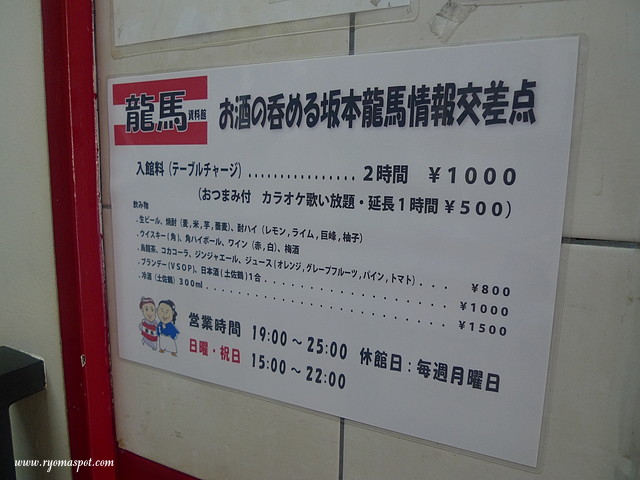 龍馬資料館 お酒の呑める坂本龍馬情報交差点
入館料（テーブルチャージ）................ 2時間 ￥1000
（おつまみ付 カラオケ歌い放題・延長1時間￥500）
飲み物
. 生ビール、焼酎（麦, 米, 芋, 蕎麦）、酎ハイ（レモン, ライム, 巨峰, 柚子）
. ウイスキー（角）、角ハイボール、ワイン（赤, 白）、梅酒
. 烏龍茶、コカコーラ、ジンジャエール、ジュース（オレンジ, グレープフルーツ, パイン, トマト）. . . . ￥800
. ブランデー（VSOP）、日本酒（土佐鶴）1合 . . . . . . . . . . . . . . . . . . . ￥1000
. 冷酒（土佐鶴）300ml . . . . . . . . . . . . . . . . . . . . . . . . ￥1500
営業時間 19:00～25:00 休館日：毎週月曜日
日曜・祝日 15:00～22:00
www.ryomaspot.com